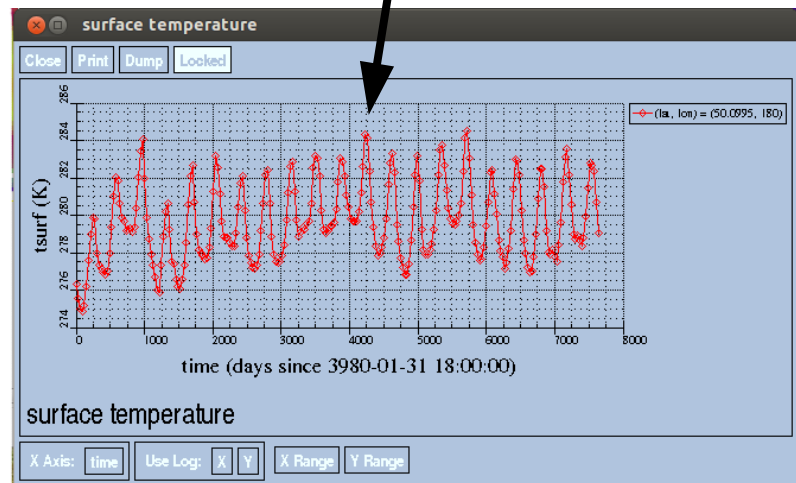 surface temperature
Close Print Dump Locked
(lat, lon) = (50.0995, 180)
286
284
282
280
278
276
274
tsurf (K)
0 1000 2000 3000 4000 5000 6000 7000 8000
time (days since 3980-01-31 18:00:00)
surface temperature
X Axis: time Use Log: X Y X Range Y Range